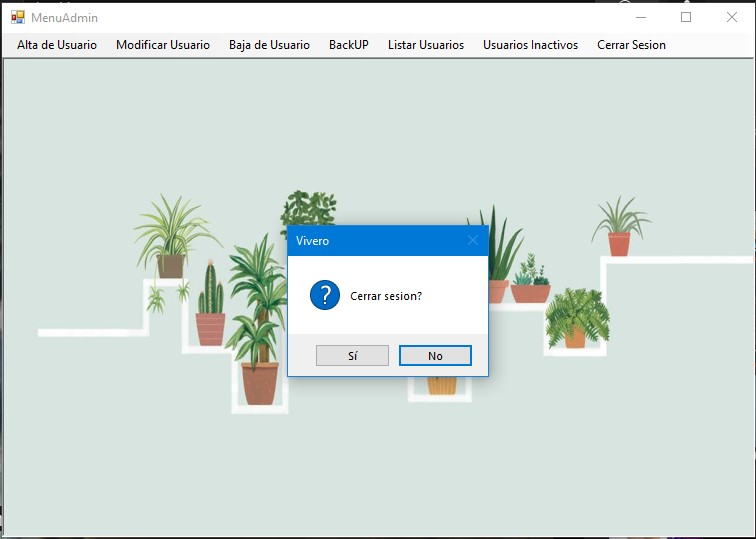 MenuAdmin
Alta de Usuario Modificar Usuario Baja de Usuario BackUP Listar Usuarios Usuarios Inactivos Cerrar Sesion
Vivero
Cerrar sesion?
Sí No